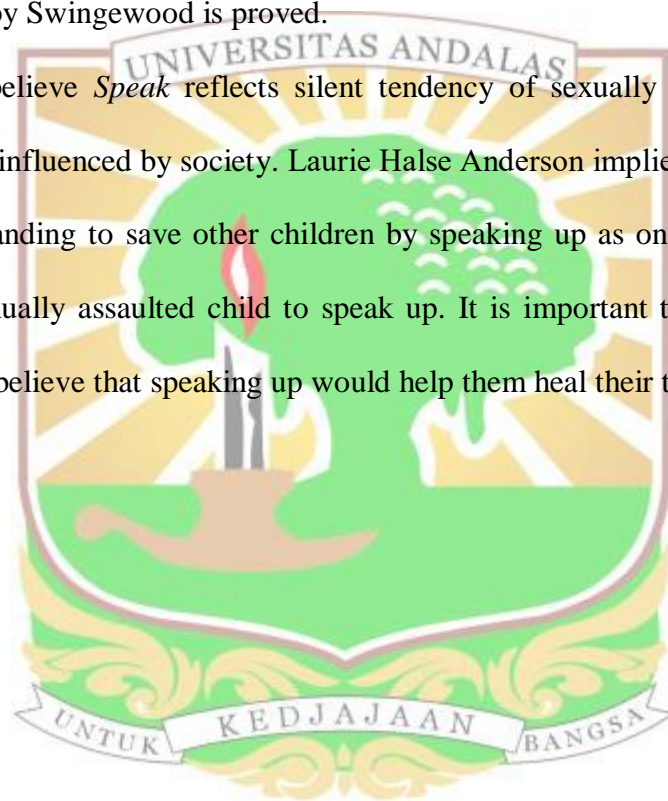 by Swingewood is proved.
UNIVERSITAS ANDALAS
believe Speak reflects silent tendency of sexually
influenced by society. Laurie Halse Anderson implie
anding to save other children by speaking up as on
ually assaulted child to speak up. It is important t
believe that speaking up would help them heal their t
UNTUK KEDJAJAAN BANGSA